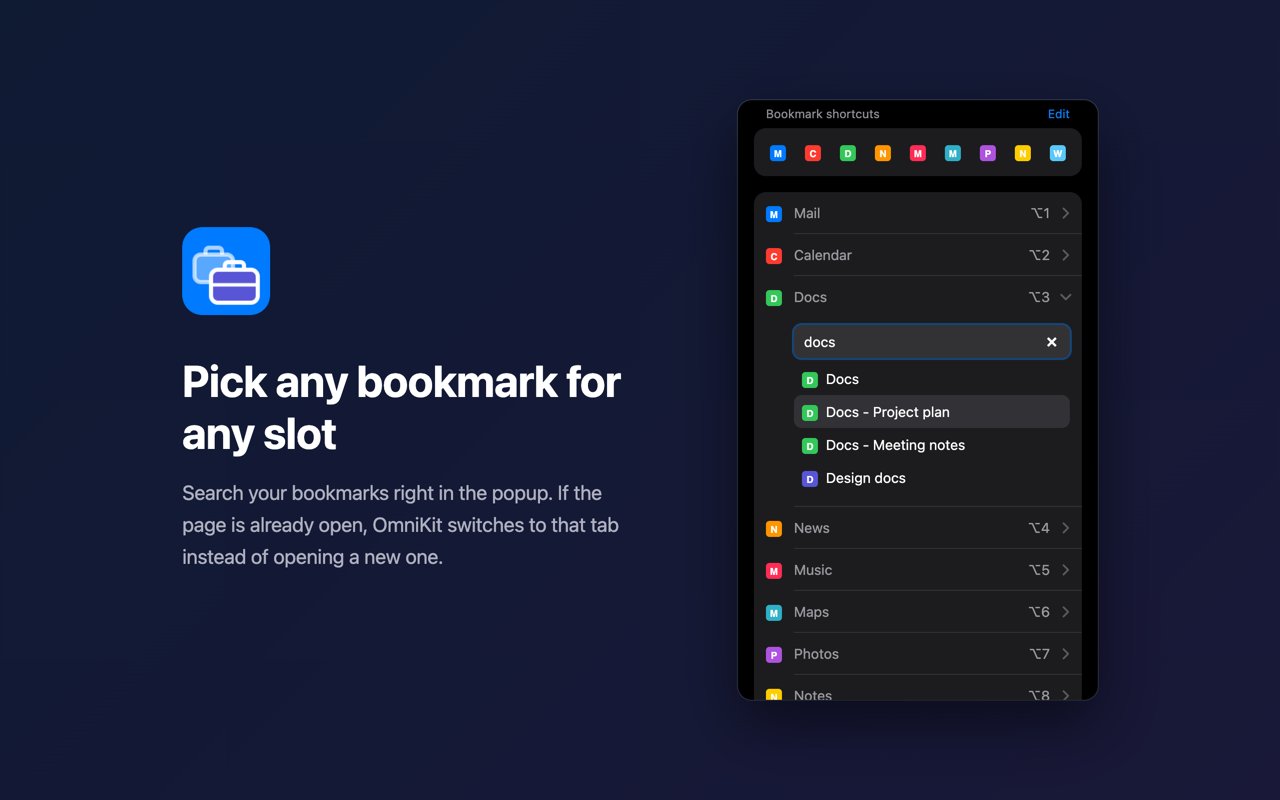 Pick any bookmark for
any slot
Search your bookmarks right in the popup. If the
page is already open, OmniKit switches to that tab
instead of opening a new one.
Bookmark shortcuts Edit
M C D N M M P N W
M Mail ⌥1
C Calendar ⌥2
D Docs ⌥3
docs
D Docs
D Docs - Project plan
D Docs - Meeting notes
D Design docs
N News ⌥4
M Music ⌥5
M Maps ⌥6
P Photos ⌥7
N Notes ⌥8